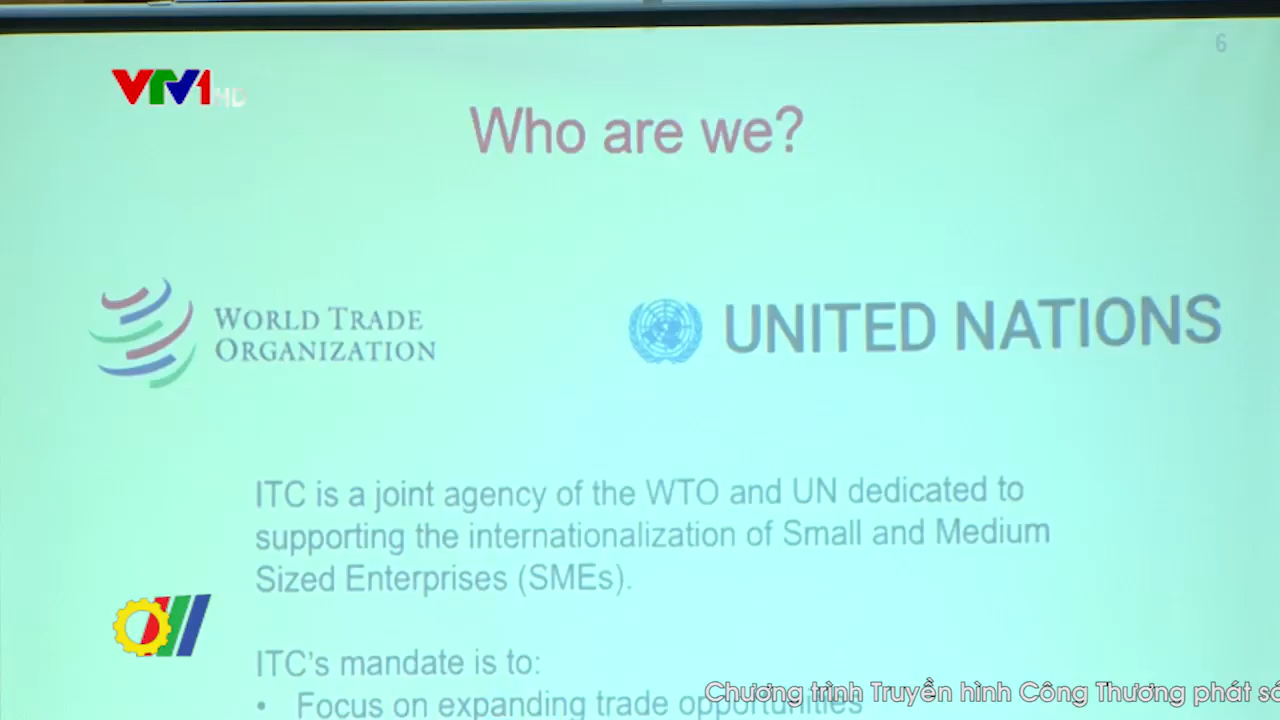 6
VTV1 HD
Who are we?
WORLD TRADE
ORGANIZATION
UNITED NATIONS
ITC is a joint agency of the WTO and UN dedicated to
supporting the internationalization of Small and Medium
Sized Enterprises (SMEs).
ITC's mandate is to:
• Focus on expanding trade opportunities
Chương trình Truyền hình Công Thương phát